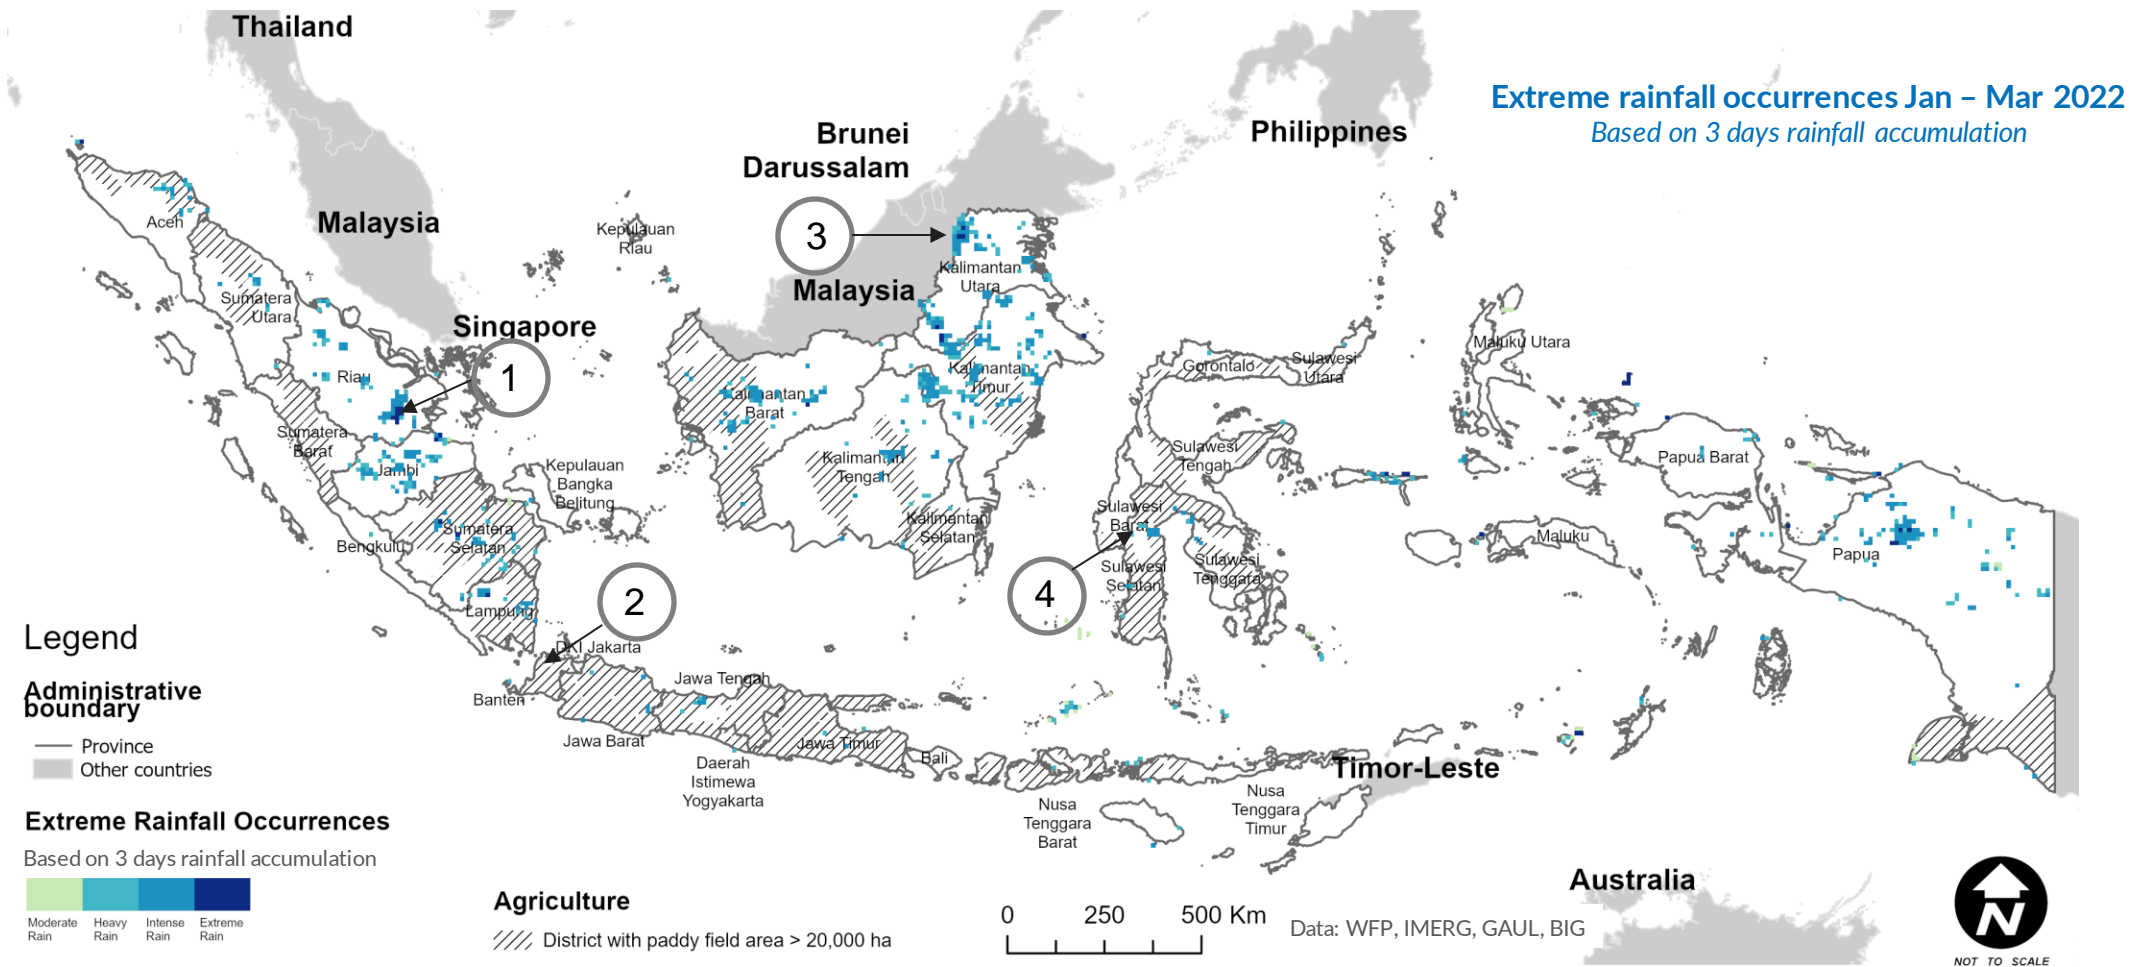 Thailand
Extreme rainfall occurrences Jan – Mar 2022
Based on 3 days rainfall accumulation
Brunei
Darussalam
Philippines
Malaysia
Aceh
Kepulauan
Riau
3
Kalimantan
Utara
Malaysia
Sumatera
Utara
Singapore
1
Riau
Maluku Utara
Gorontalo
Sulawesi
Utara
Kalimantan
Timur
Kalimantan
Barat
Sumatera
Barat
Jambi
Kepulauan
Bangka
Belitung
Kalimantan
Tengah
Sulawesi
Tengah
Papua Barat
Sulawesi
Barat
Kalimantan
Selatan
Sumatera
Selatan
Bengkulu
Maluku
Papua
Sulawesi
Selatan
Sulawesi
Tenggara
4
2
Lampung
DKI Jakarta
Banten
Jawa Tengah
Jawa Barat
Jawa Timur
Bali
Daerah
Istimewa
Yogyakarta
Nusa
Tenggara
Barat
Nusa
Tenggara
Timur
Timor-Leste
Australia
Legend
Administrative
boundary
Province
Other countries
Extreme Rainfall Occurrences
Based on 3 days rainfall accumulation
Moderate
Rain
Heavy
Rain
Intense
Rain
Extreme
Rain
Agriculture
District with paddy field area > 20,000 ha
0 250 500 Km
Data: WFP, IMERG, GAUL, BIG
N
NOT TO SCALE